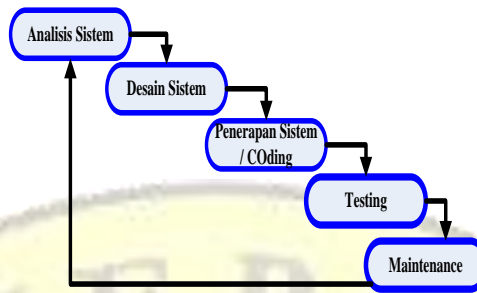 Analisis Sistem
Desain Sistem
Penerapan Sistem
/ COding
Testing
Maintenance